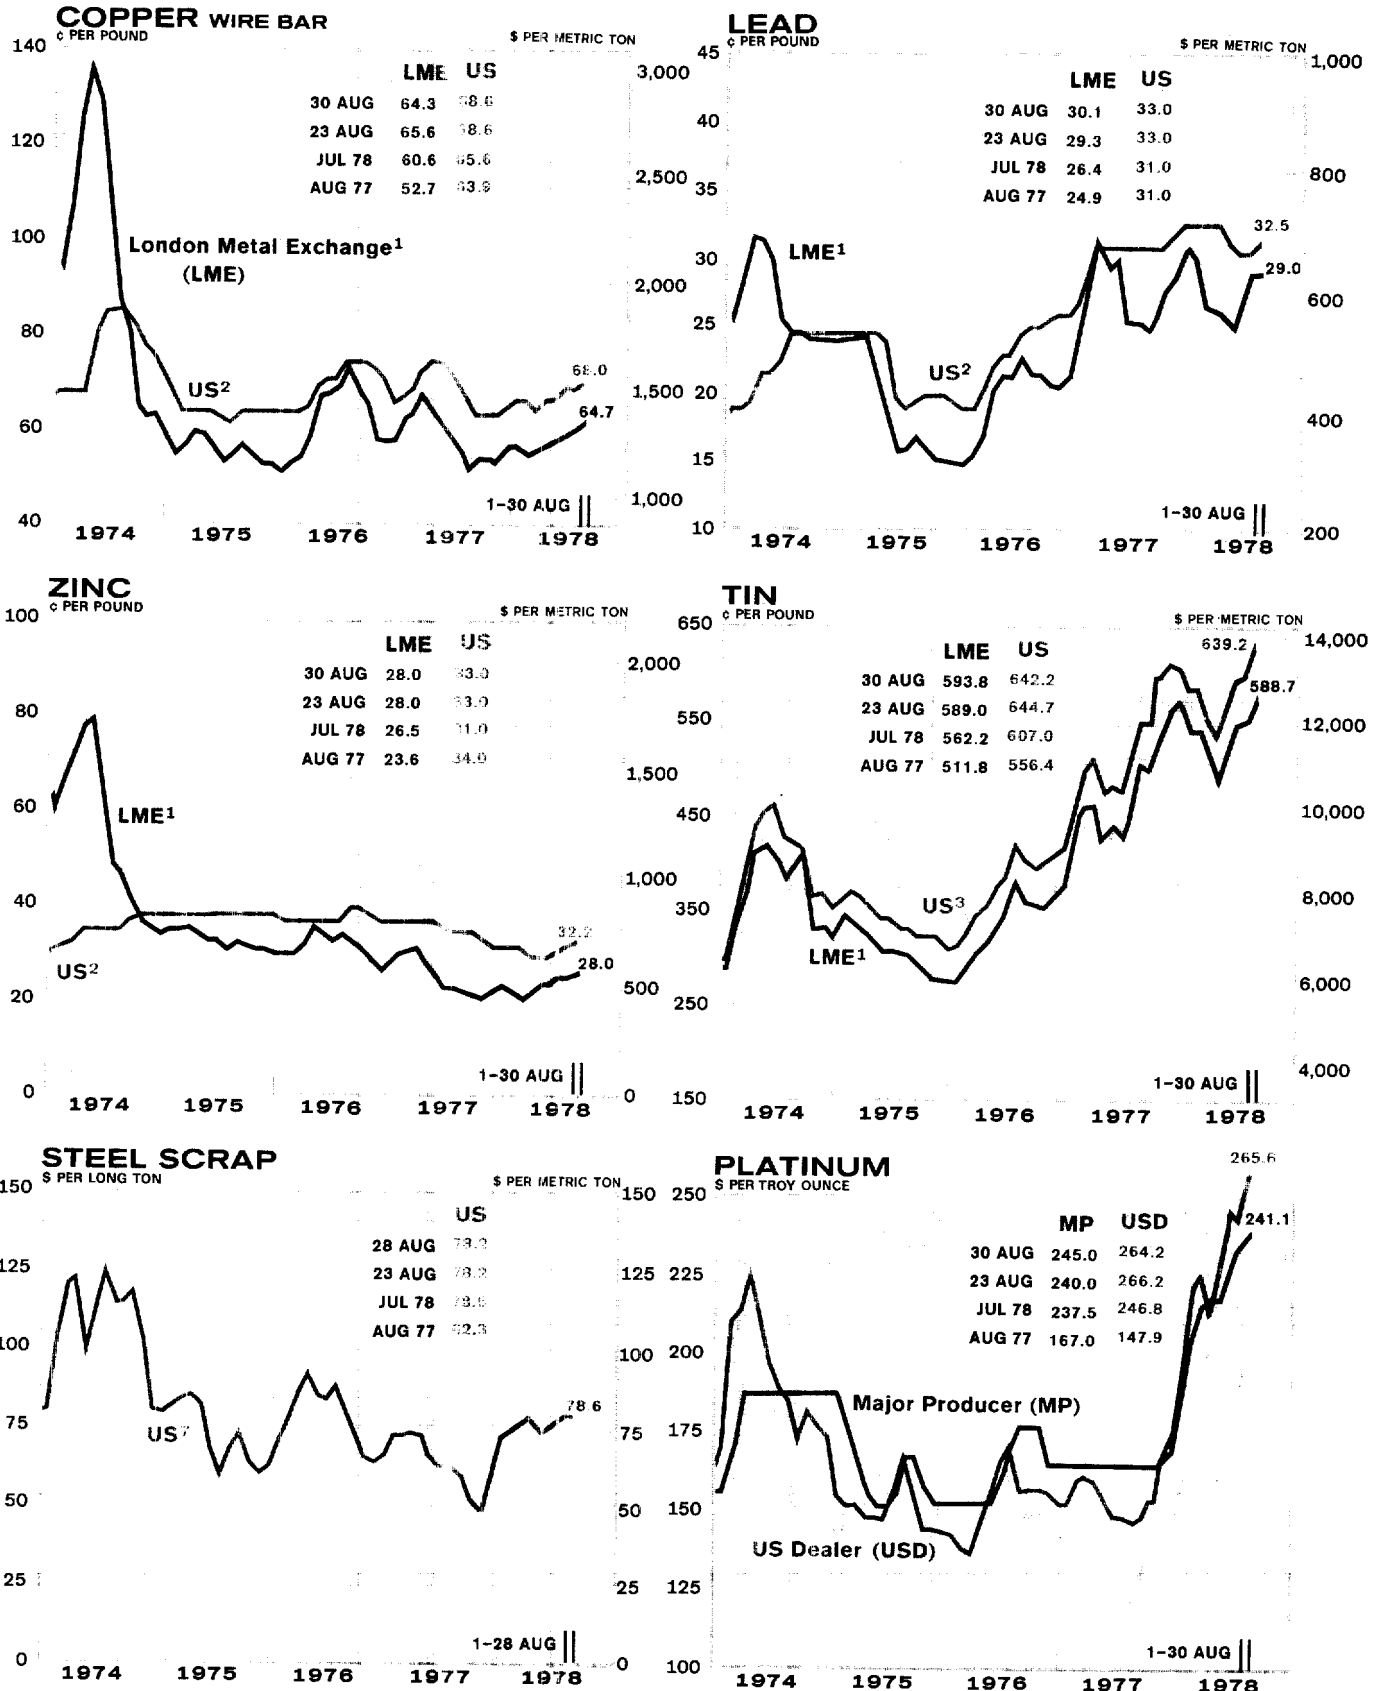 COPPER WIRE BAR
¢ PER POUND
$ PER METRIC TON
LME US
30 AUG 64.3
23 AUG 65.6
JUL 78 60.6
AUG 77 52.7
London Metal Exchange¹
(LME)
US²
68.0
64.7
1-30 AUG
140
120
100
80
60
40
3,000
2,500
2,000
1,500
1,000
1974 1975 1976 1977 1978
LEAD
¢ PER POUND
$ PER METRIC TON
LME US
30 AUG 30.1 33.0
23 AUG 29.3 33.0
JUL 78 26.4 31.0
AUG 77 24.9 31.0
LME¹
US²
32.5
29.0
1-30 AUG
45
40
35
30
25
20
15
10
1,000
800
600
400
200
1974 1975 1976 1977 1978
ZINC
¢ PER POUND
$ PER METRIC TON
LME US
30 AUG 28.0 33.0
23 AUG 28.0 33.0
JUL 78 26.5 31.0
AUG 77 23.6 34.0
LME¹
US²
32.2
28.0
1-30 AUG
100
80
60
40
20
0
2,000
1,500
1,000
500
0
1974 1975 1976 1977 1978
TIN
¢ PER POUND
$ PER METRIC TON
LME US
30 AUG 593.8 642.2
23 AUG 589.0 644.7
JUL 78 562.2 607.0
AUG 77 511.8 556.4
US³
LME¹
639.2
588.7
1-30 AUG
650
550
450
350
250
150
14,000
12,000
10,000
8,000
6,000
4,000
1974 1975 1976 1977 1978
STEEL SCRAP
$ PER LONG TON
$ PER METRIC TON
US
28 AUG
23 AUG
JUL 78
AUG 77
US⁷
78.6
1-28 AUG
150
125
100
75
50
25
0
150
125
100
75
50
25
0
1974 1975 1976 1977 1978
PLATINUM
$ PER TROY OUNCE
MP USD
30 AUG 245.0 264.2
23 AUG 240.0 266.2
JUL 78 237.5 246.8
AUG 77 167.0 147.9
Major Producer (MP)
US Dealer (USD)
265.6
241.1
1-30 AUG
250
225
200
175
150
125
100
1974 1975 1976 1977 1978